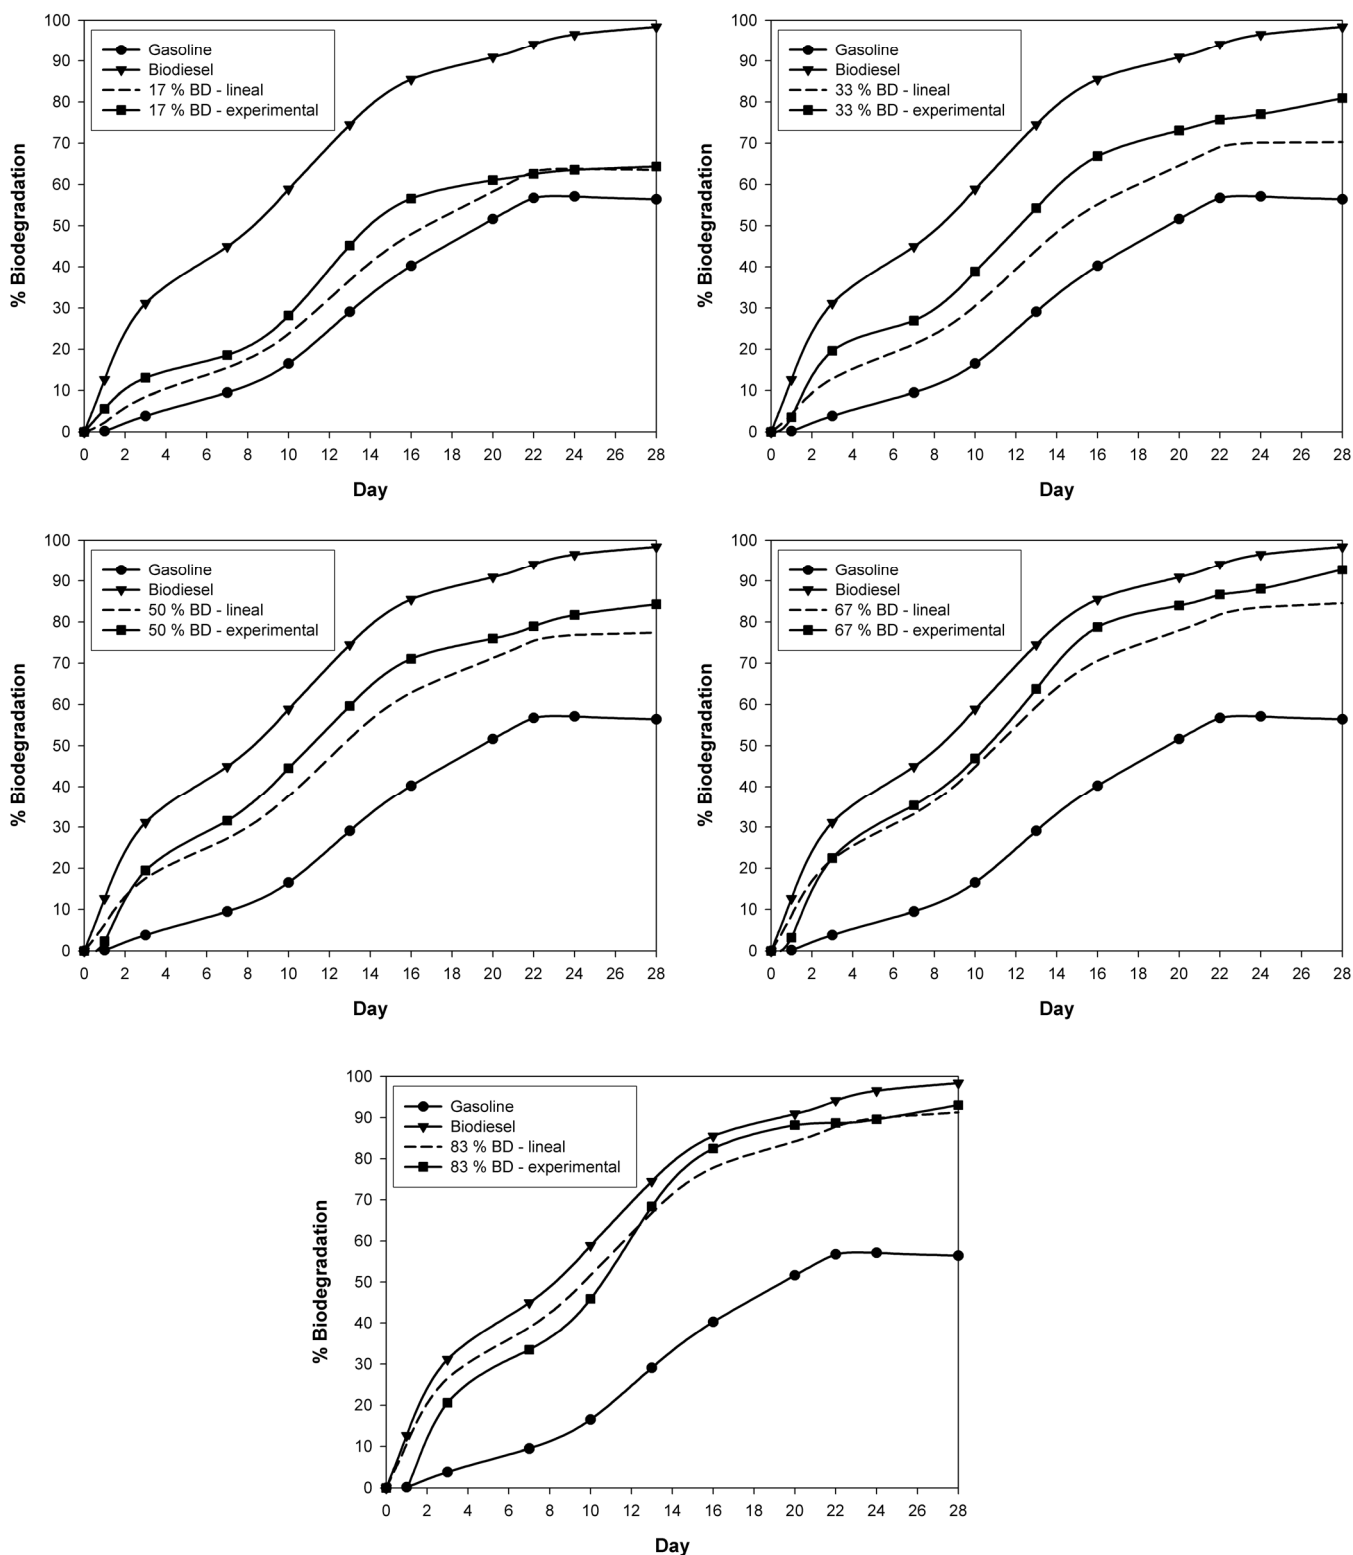 100
90
80
70
60
50
40
30
20
10
0
% Biodegradation
Gasoline
Biodiesel
17 % BD - lineal
17 % BD - experimental
0 2 4 6 8 10 12 14 16 18 20 22 24 26 28
Day
100
90
80
70
60
50
40
30
20
10
0
% Biodegradation
Gasoline
Biodiesel
33 % BD - lineal
33 % BD - experimental
0 2 4 6 8 10 12 14 16 18 20 22 24 26 28
Day
100
90
80
70
60
50
40
30
20
10
0
% Biodegradation
Gasoline
Biodiesel
50 % BD - lineal
50 % BD - experimental
0 2 4 6 8 10 12 14 16 18 20 22 24 26 28
Day
100
90
80
70
60
50
40
30
20
10
0
% Biodegradation
Gasoline
Biodiesel
67 % BD - lineal
67 % BD - experimental
0 2 4 6 8 10 12 14 16 18 20 22 24 26 28
Day
100
90
80
70
60
50
40
30
20
10
0
% Biodegradation
Gasoline
Biodiesel
83 % BD - lineal
83 % BD - experimental
0 2 4 6 8 10 12 14 16 18 20 22 24 26 28
Day